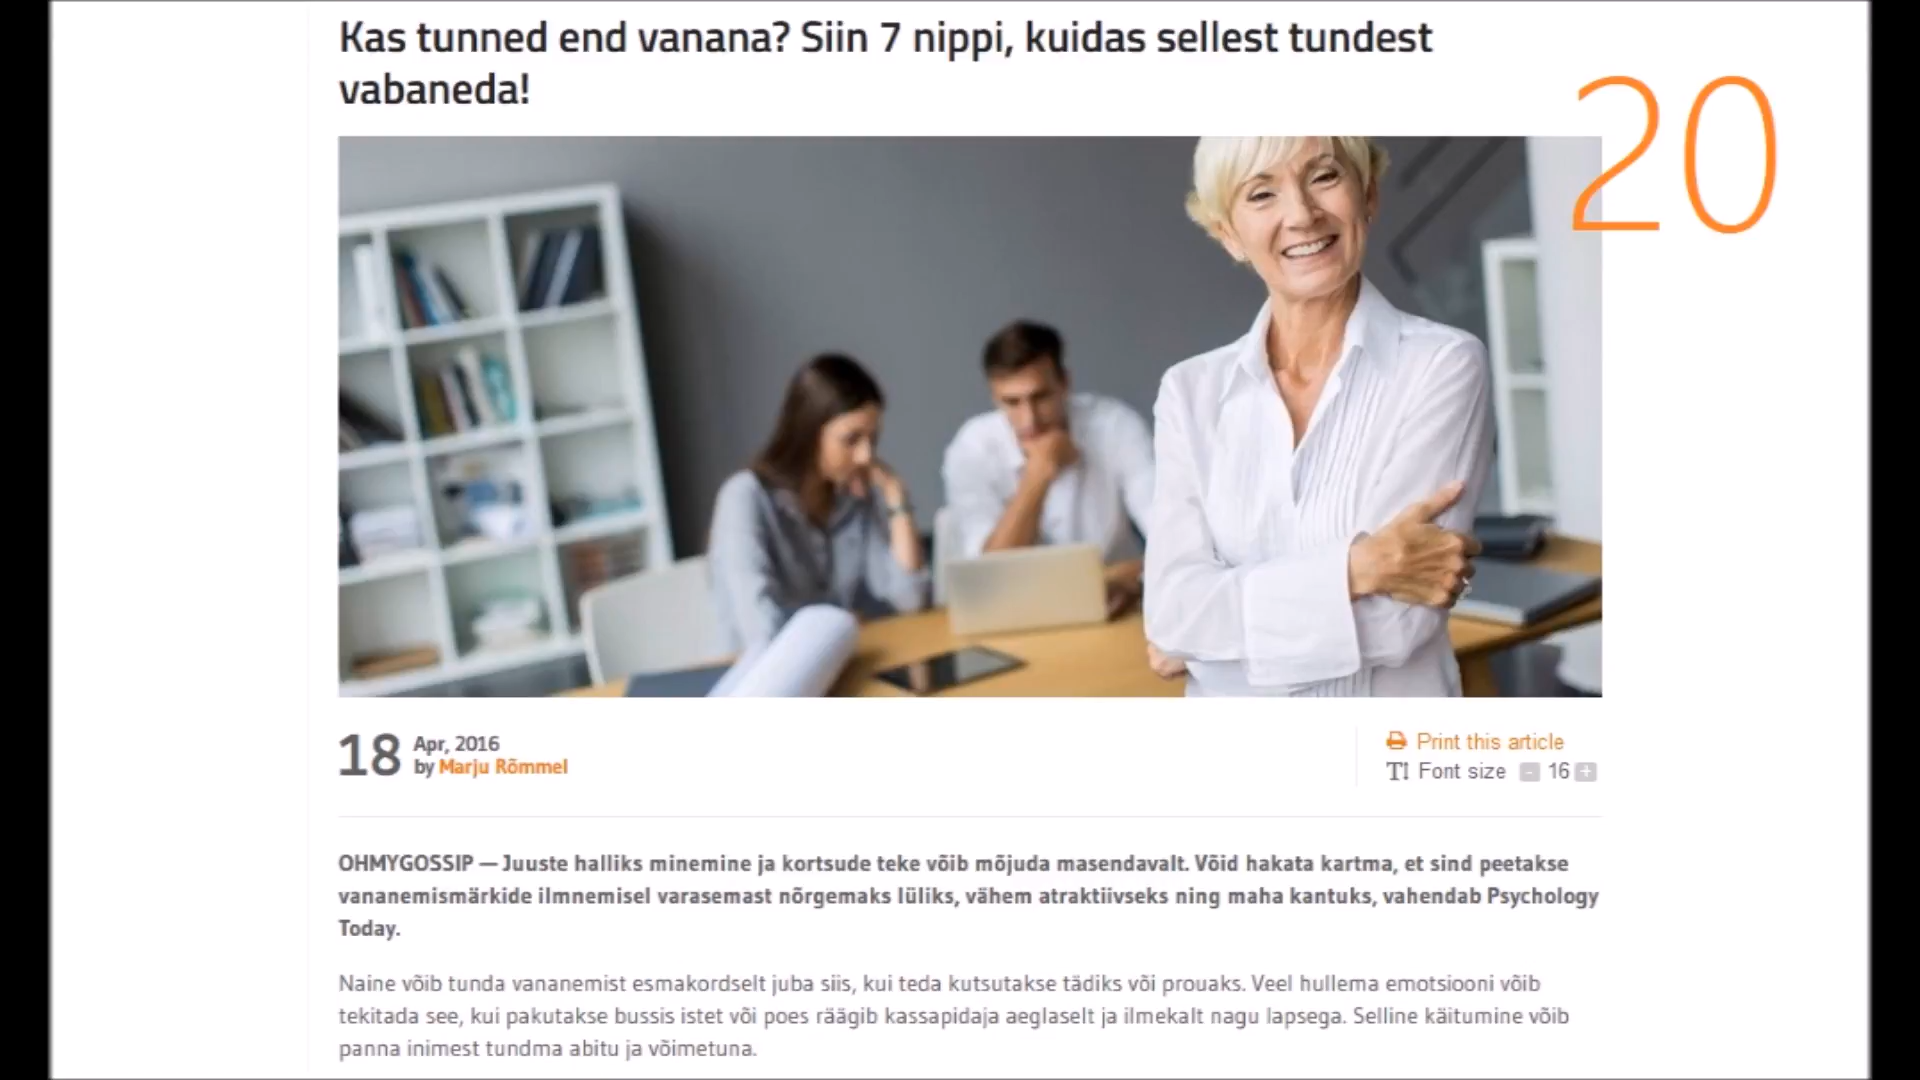 Kas tunned end vanana? Siin 7 nippi, kuidas sellest tundest
vabaneda!
20
18
Apr, 2016
by Marju Rõmmel
Print this article
T Font size - 16 +
OHMYGOSSIP — Juuste halliks minemine ja kortsude teke võib mõjuda masendavalt. Võid hakata kartma, et sind peetakse
vananemismärkide ilmnemisel varasemast nõrgemaks lüliks, vähem atraktiivseks ning maha kantuks, vahendab Psychology
Today.
Naine võib tunda vananemist esmakordselt juba siis, kui teda kutsutakse tädiks või prouaks. Veel hullema emotsiooni võib
tekitada see, kui pakutakse bussis istet või poes räägib kassapidaja aeglaselt ja ilmekalt nagu lapsega. Selline käitumine võib
panna inimest tundma abitu ja võimetuna.